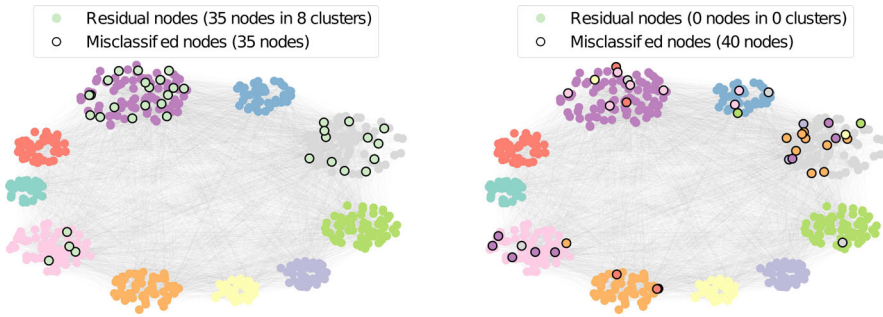 Residual nodes (35 nodes in 8 clusters)
Misclassif ed nodes (35 nodes)
Residual nodes (0 nodes in 0 clusters)
Misclassif ed nodes (40 nodes)